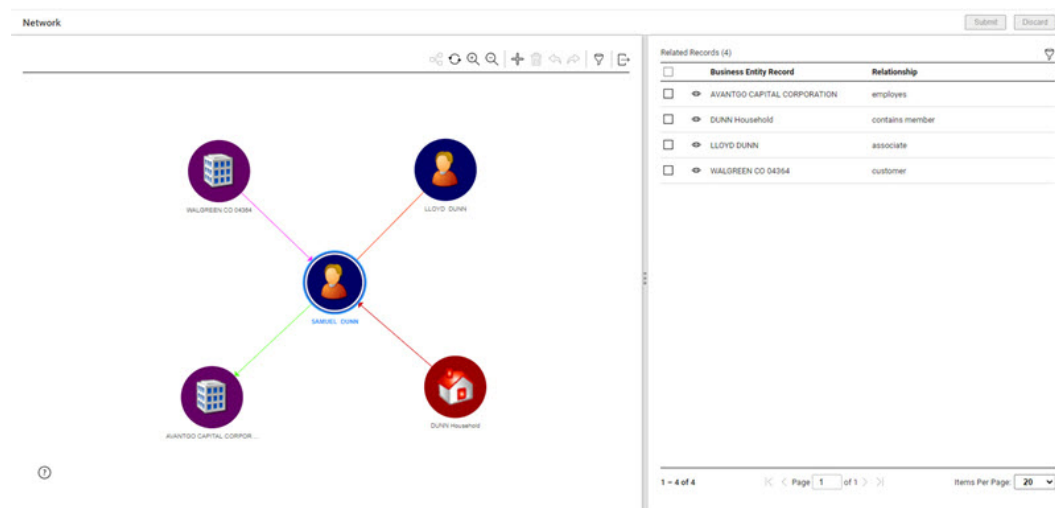 Network
Submit
Discard
WALGREEN CO 04364
LLOYD DUNN
SAMUEL DUNN
AVANTGO CAPITAL CORPOR...
DUNN Household
?
Related Records (4)
Business Entity Record Relationship
AVANTGO CAPITAL CORPORATION employes
DUNN Household contains member
LLOYD DUNN associate
WALGREEN CO 04364 customer
1 – 4 of 4 Page 1 of 1 Items Per Page: 20